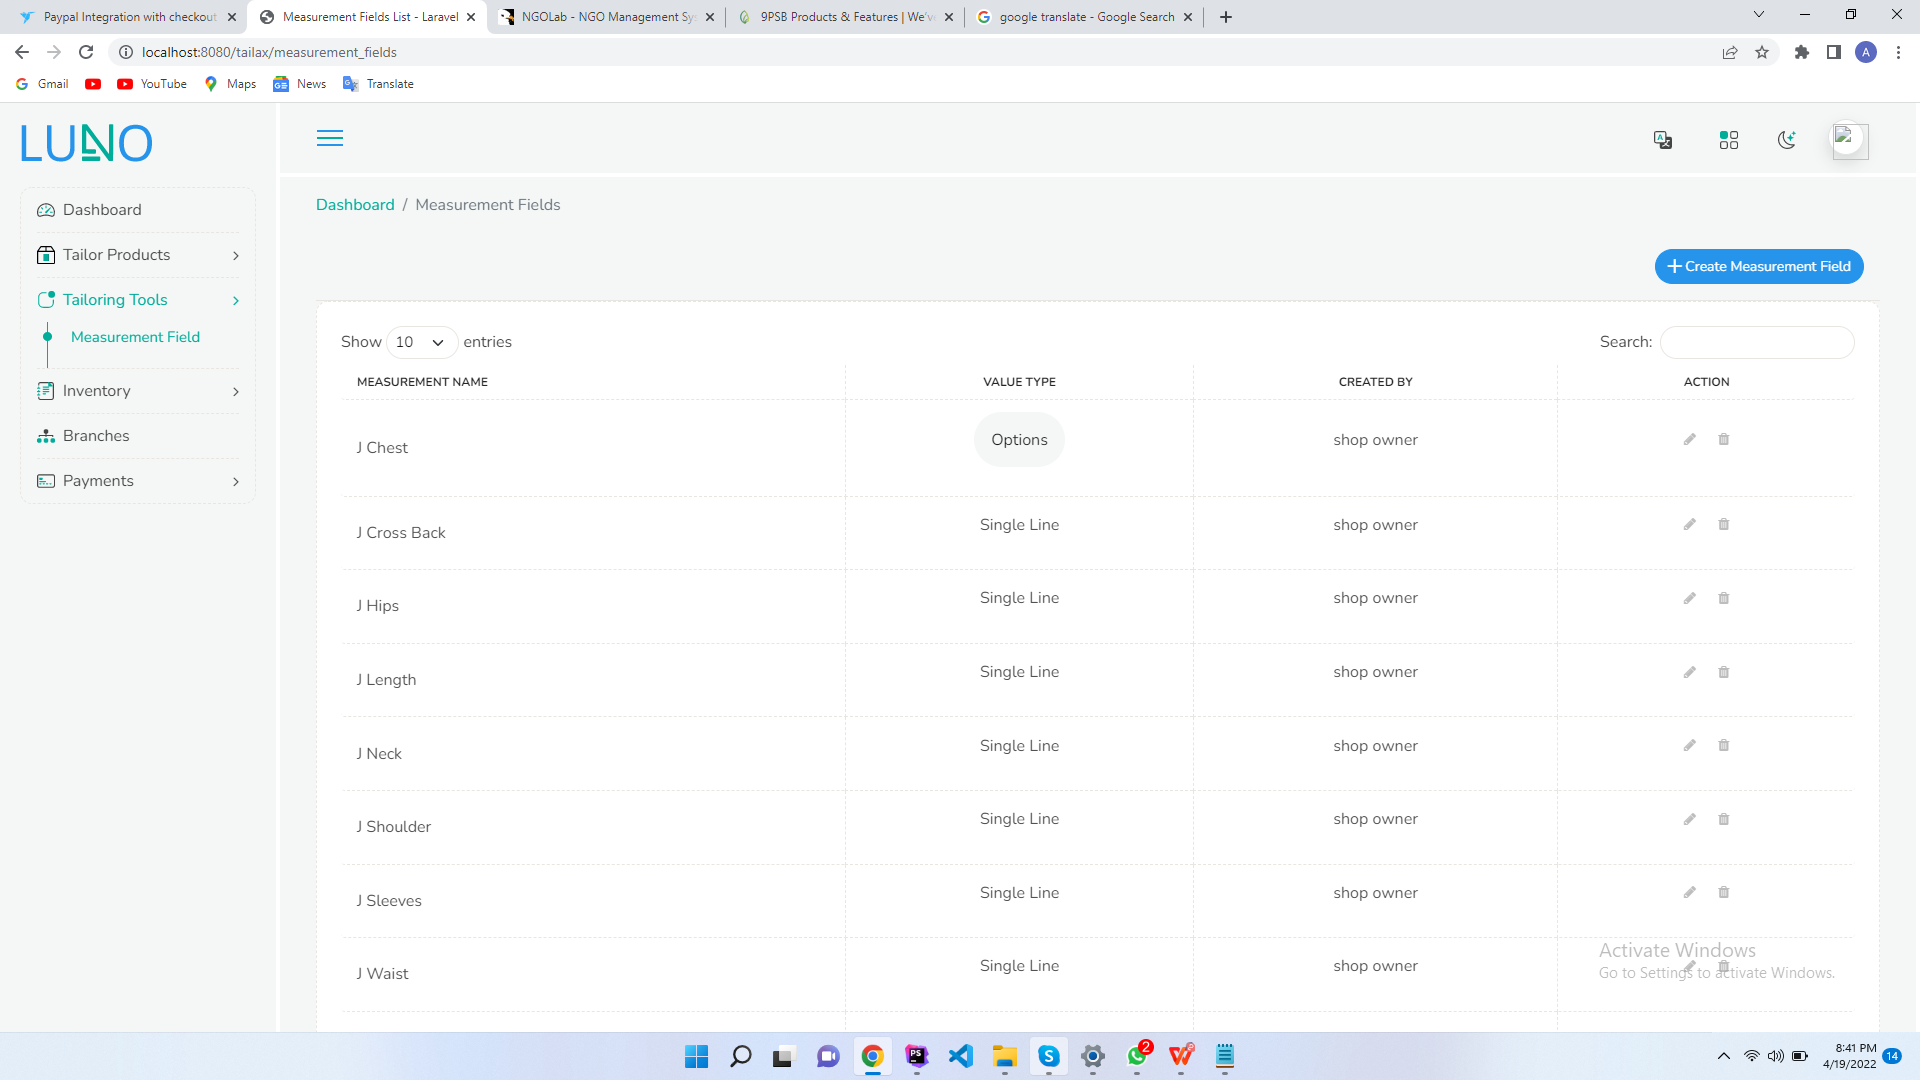 Paypal Integration with checkout
Measurement Fields List - Laravel
NGOLab - NGO Management Sy
9PSB Products & Features | We'v
google translate - Google Search
localhost:8080/tailax/measurement_fields
A
Gmail
YouTube
Maps
News
Translate
LUNO
Dashboard
Tailor Products
Tailoring Tools
Measurement Field
Inventory
Branches
Payments
Dashboard / Measurement Fields
Create Measurement Field
Show 10 entries
Search:
MEASUREMENT NAME VALUE TYPE CREATED BY ACTION
J Chest Options shop owner
J Cross Back Single Line shop owner
J Hips Single Line shop owner
J Length Single Line shop owner
J Neck Single Line shop owner
J Shoulder Single Line shop owner
J Sleeves Single Line shop owner
J Waist Single Line shop owner
Activate Windows
Go to Settings to activate Windows.
PS
S
2
8:41 PM
4/19/2022
14